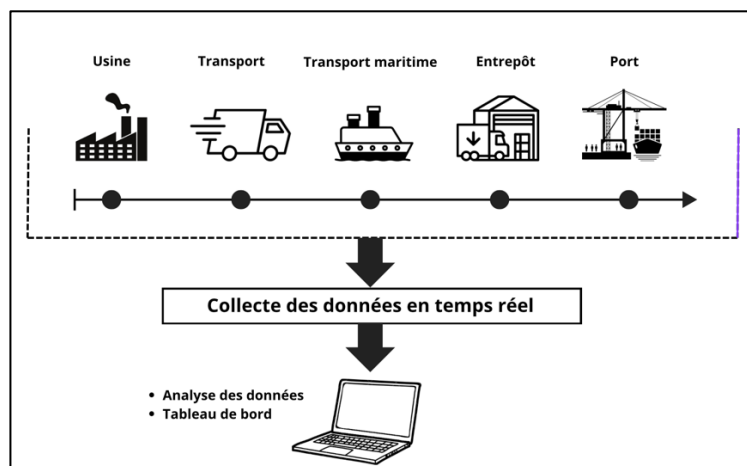 Usine
Transport
Transport maritime
Entrepôt
Port
Collecte des données en temps réel
• Analyse des données
• Tableau de bord